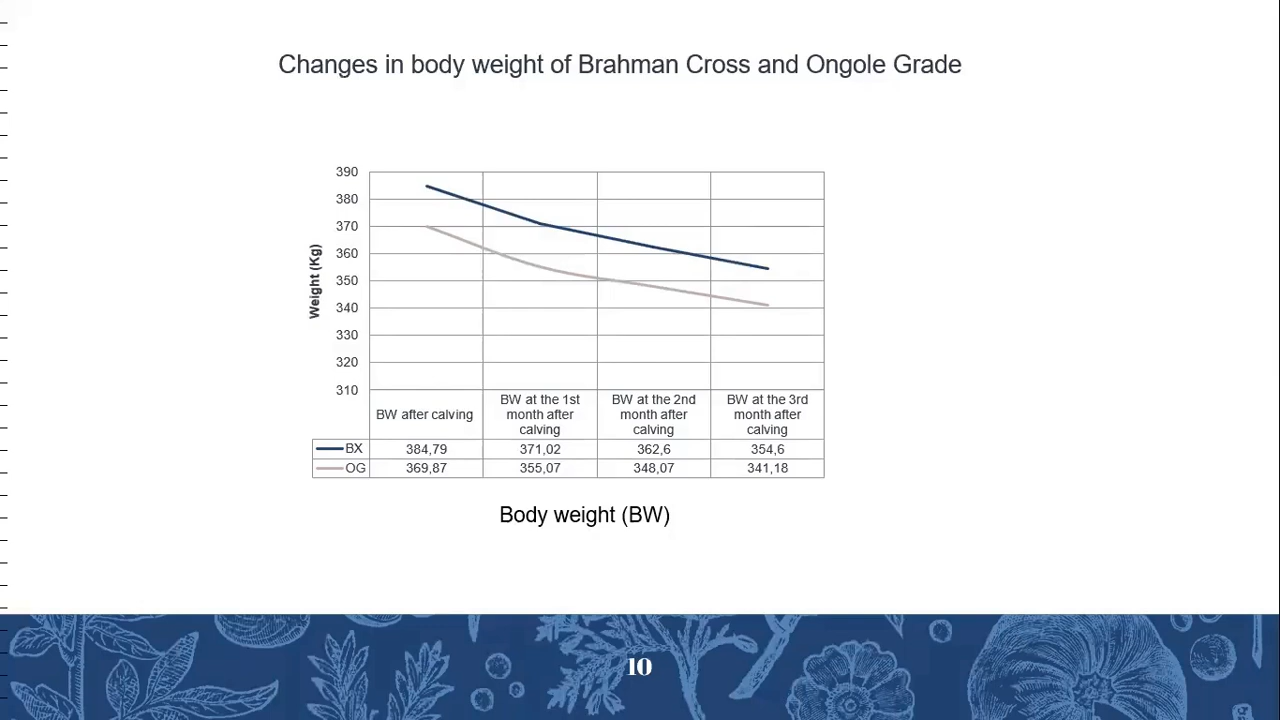 Changes in body weight of Brahman Cross and Ongole Grade
390
380
370
360
350
340
330
320
310
Weight (Kg)
BW after calving
BW at the 1st month after calving
BW at the 2nd month after calving
BW at the 3rd month after calving
BX 384,79 371,02 362,6 354,6
OG 369,87 355,07 348,07 341,18
Body weight (BW)
10